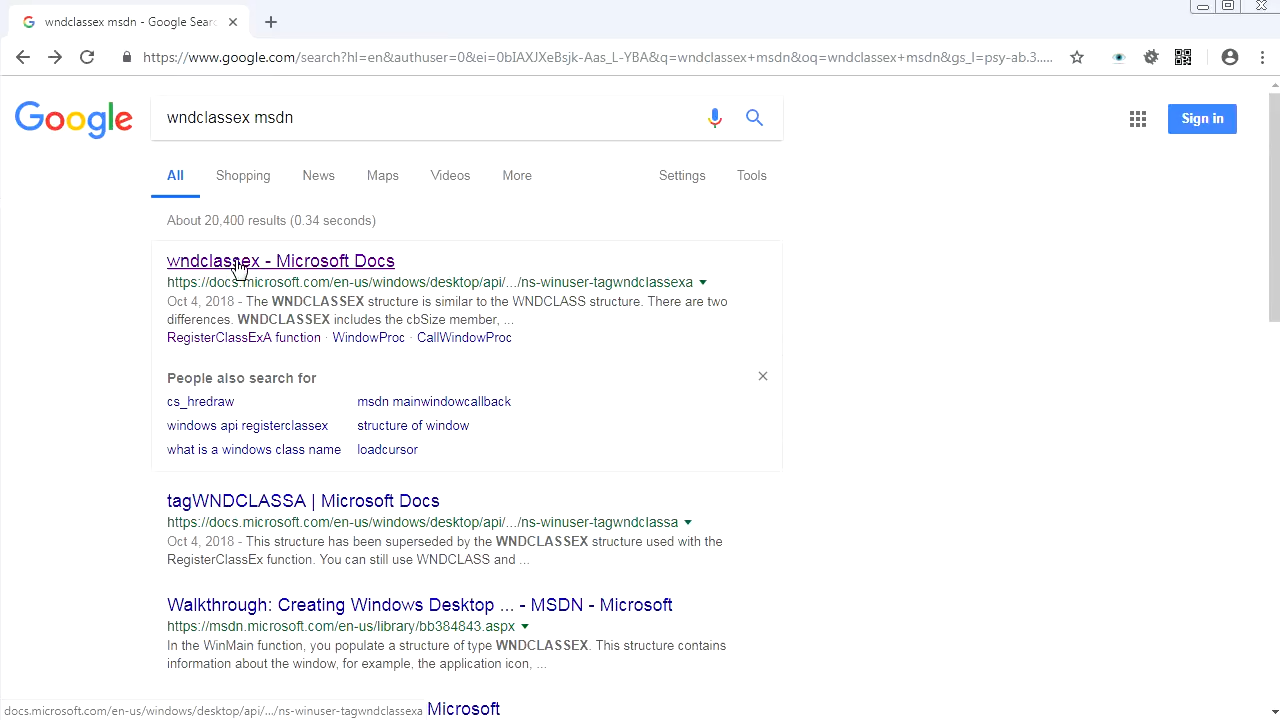 wndclassex msdn - Google Sear
https://www.google.com/search?hl=en&authuser=0&ei=0bIAXJXeBsjk-Aas_L-YBA&q=wndclassex+msdn&oq=wndclassex+msdn&gs_l=psy-ab.3.....
Google
wndclassex msdn
Sign in
All Shopping News Maps Videos More Settings Tools
About 20,400 results (0.34 seconds)
wndclassex - Microsoft Docs
https://docs.microsoft.com/en-us/windows/desktop/api/.../ns-winuser-tagwndclassexa
Oct 4, 2018 - The WNDCLASSEX structure is similar to the WNDCLASS structure. There are two
differences. WNDCLASSEX includes the cbSize member, ...
RegisterClassExA function · WindowProc · CallWindowProc
People also search for
cs_hredraw msdn mainwindowcallback
windows api registerclassex structure of window
what is a windows class name loadcursor
tagWNDCLASSA | Microsoft Docs
https://docs.microsoft.com/en-us/windows/desktop/api/.../ns-winuser-tagwndclassa
Oct 4, 2018 - This structure has been superseded by the WNDCLASSEX structure used with the
RegisterClassEx function. You can still use WNDCLASS and ...
Walkthrough: Creating Windows Desktop ... - MSDN - Microsoft
https://msdn.microsoft.com/en-us/library/bb384843.aspx
In the WinMain function, you populate a structure of type WNDCLASSEX. This structure contains
information about the window, for example, the application icon, ...
docs.microsoft.com/en-us/windows/desktop/api/.../ns-winuser-tagwndclassexa Microsoft